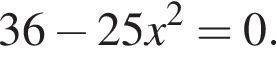 36 − 25x² = 0.